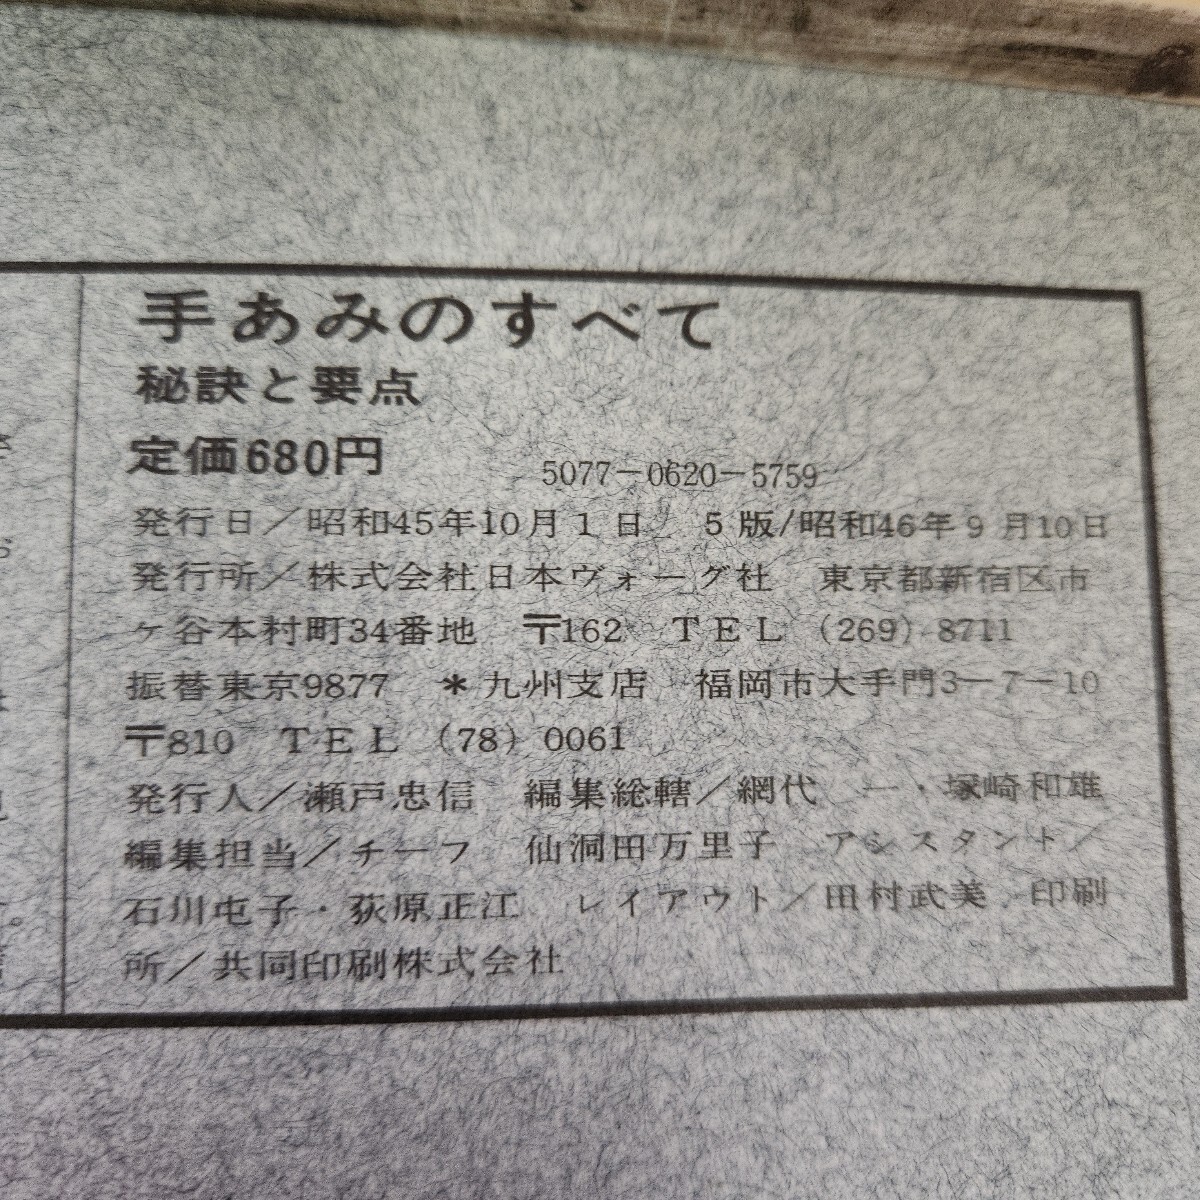 手あみのすべて
秘訣と要点
定価680円 5077-0620-5759
発行日/昭和45年10月1日 5版/昭和46年9月10日
発行所/株式会社日本ヴォーグ社 東京都新宿区市
ヶ谷本村町34番地 〒162 TEL (269) 8711
振替東京9877 *九州支店 福岡市大手門3-7-10
〒810 TEL (78) 0061
発行人/瀬戸忠信 編集総轄/網代 一・塚崎和雄
編集担当/チーフ 仙洞田万里子 アシスタント/
石川屯子・荻原正江 レイアウト/田村武美 印刷
所/共同印刷株式会社